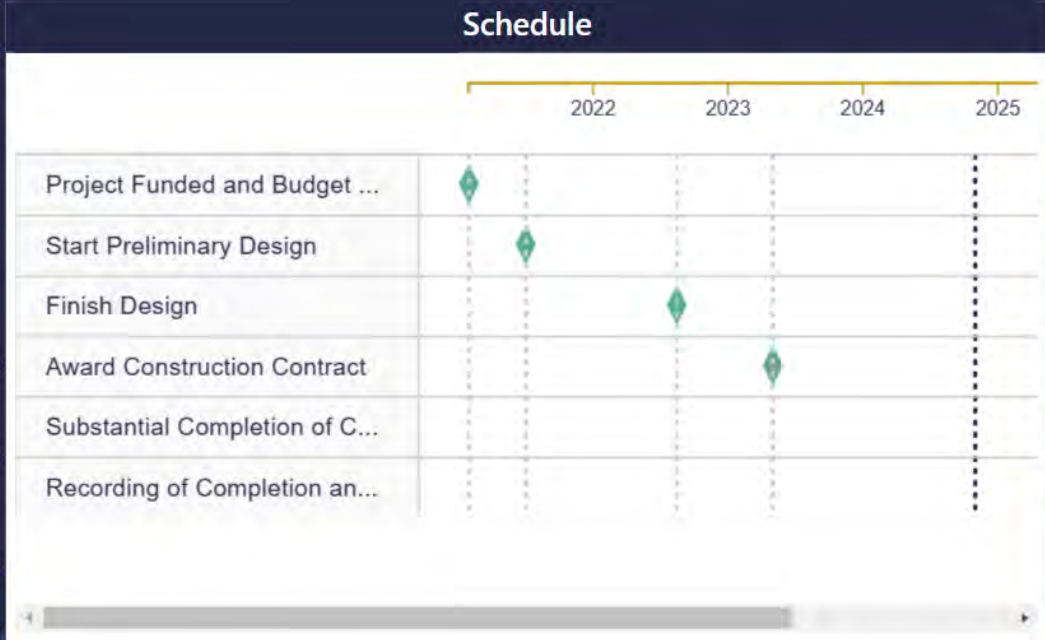 Schedule
2022 2023 2024 2025
Project Funded and Budget ...
Start Preliminary Design
Finish Design
Award Construction Contract
Substantial Completion of C...
Recording of Completion an...